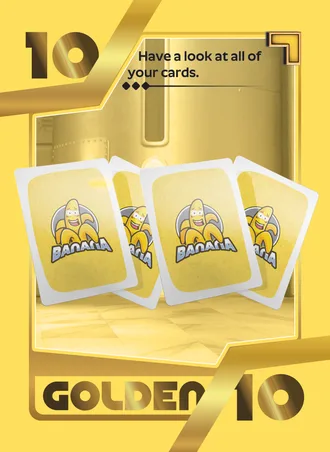 10
Have a look at all of
your cards.
BANANA
BANANA
GOLDEN
10